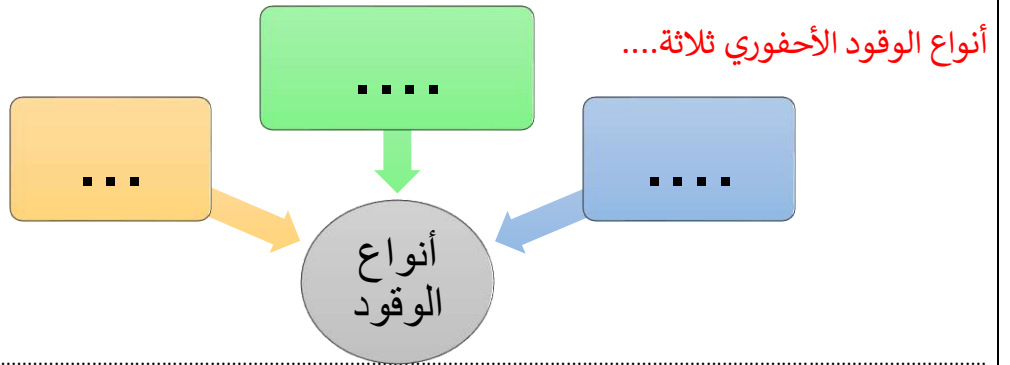 أنواع الوقود الأحفوري ثلاثة....
....
....
...
أنواع
الوقود